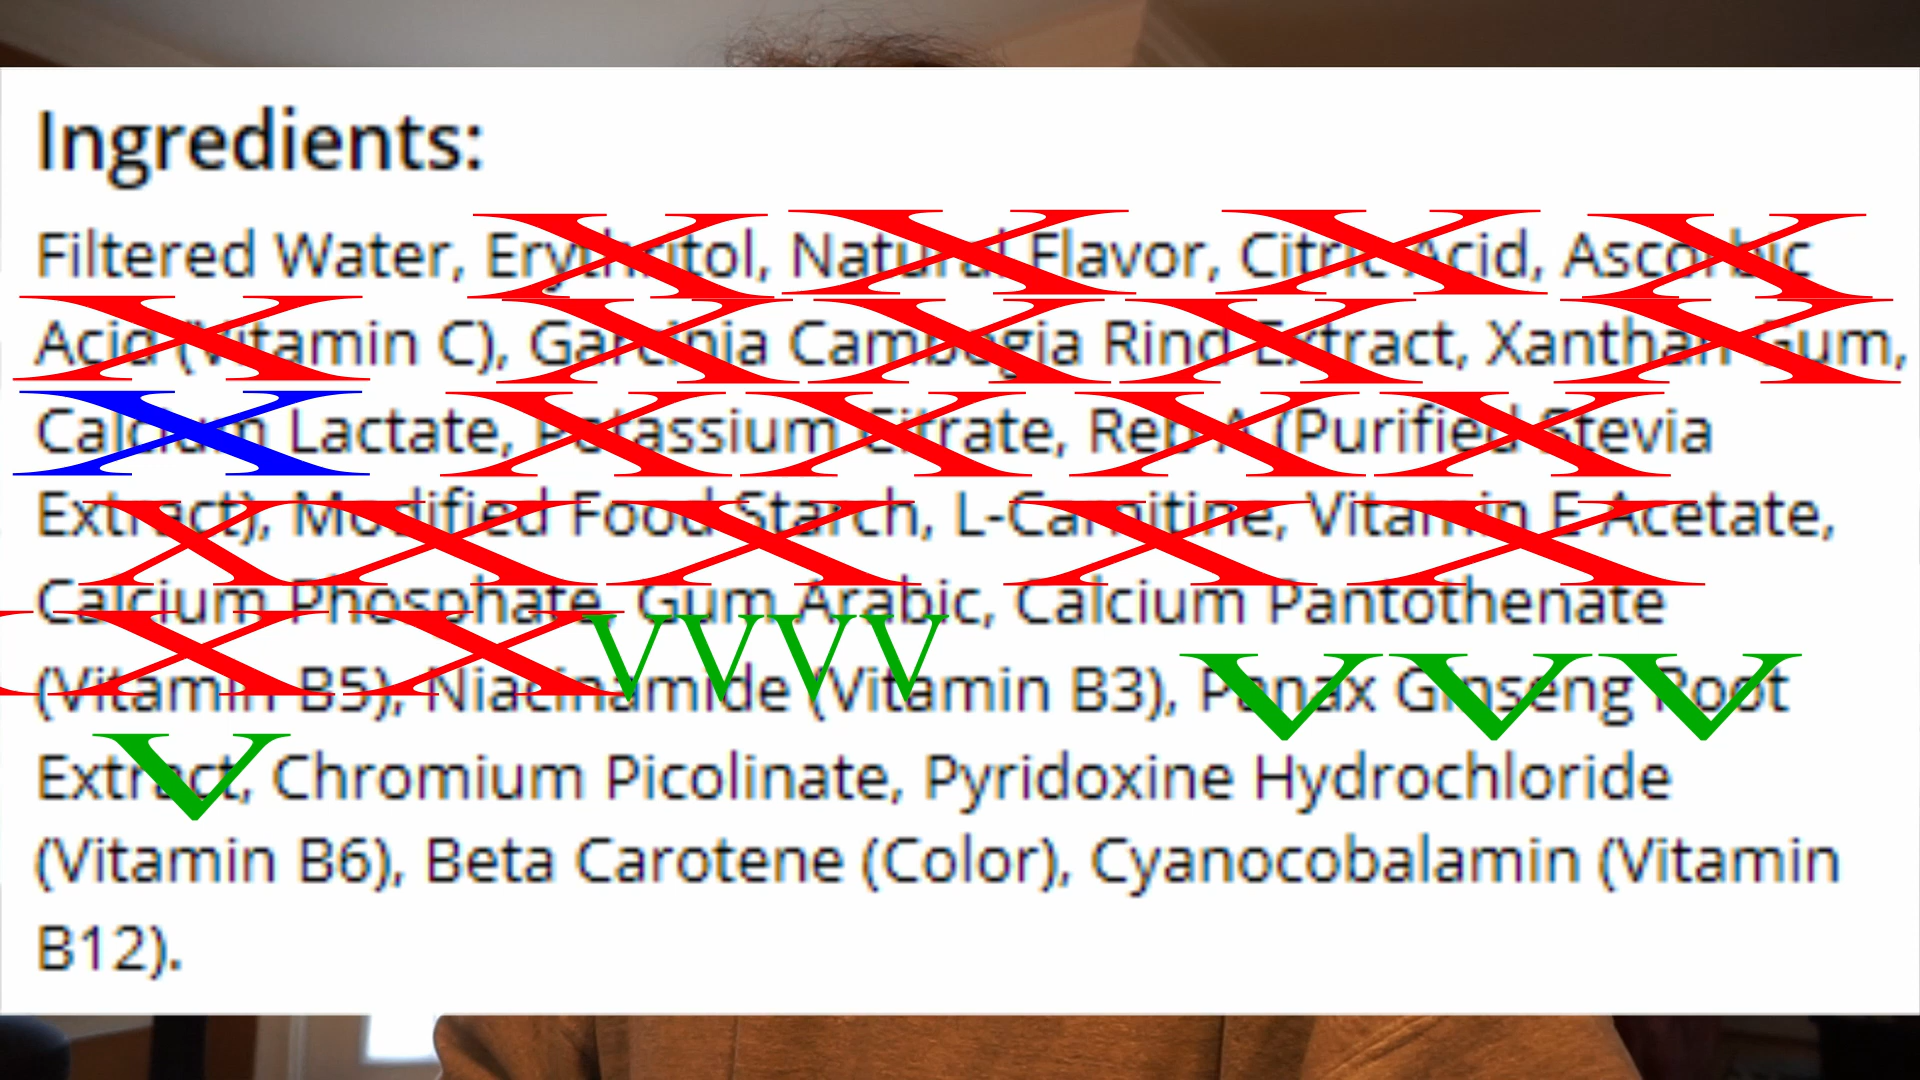 Ingredients:
Filtered Water, Erythritol, Natural Flavor, Citric Acid, Ascorbic
Acid (Vitamin C), Garcinia Cambogia Rind Extract, Xanthan Gum,
Calcium Lactate, Potassium Citrate, Reb A (Purified Stevia
Extract), Modified Food Starch, L-Carnitine, Vitamin E Acetate,
Calcium Phosphate, Gum Arabic, Calcium Pantothenate
VVVV
(Vitamin B5), Niacinamide (Vitamin B3), Panax Ginseng Root
Extract, Chromium Picolinate, Pyridoxine Hydrochloride
(Vitamin B6), Beta Carotene (Color), Cyanocobalamin (Vitamin
B12).